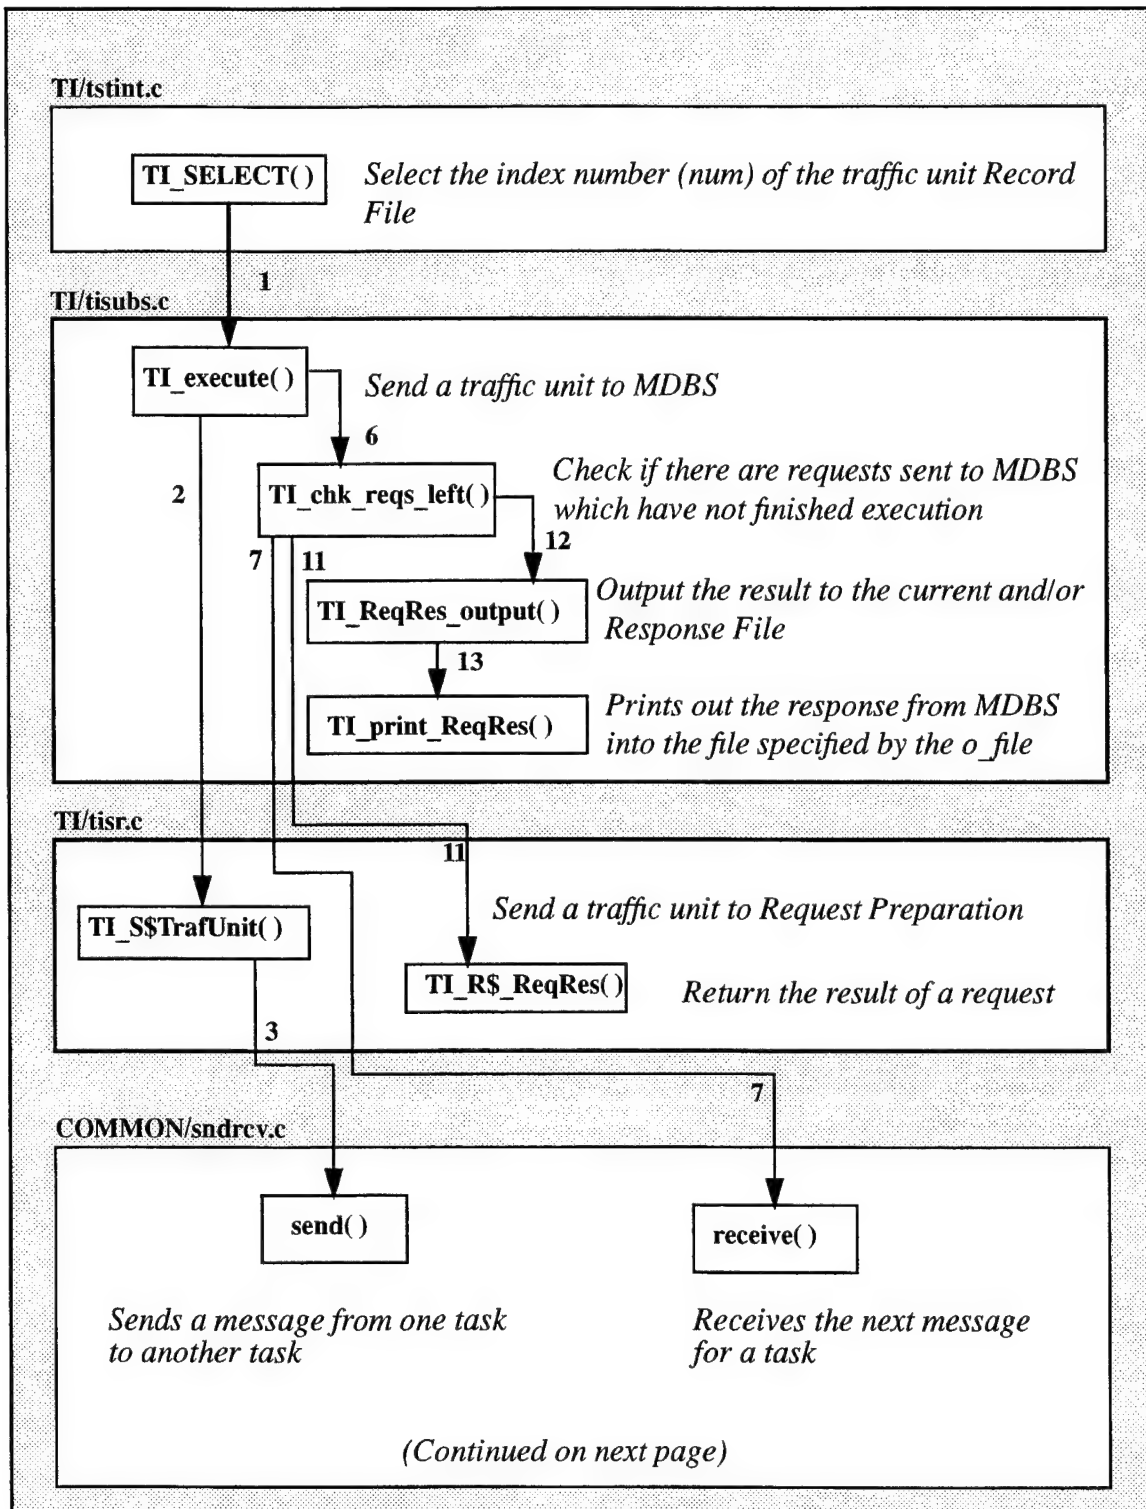 TI/tstint.c
TI_SELECT( )
Select the index number (num) of the traffic unit Record
File
1
TI/tisubs.c
TI_execute( )
Send a traffic unit to MDBS
6
2
TI_chk_reqs_left( )
Check if there are requests sent to MDBS
which have not finished execution
7
11
12
TI_ReqRes_output( )
Output the result to the current and/or
Response File
13
TI_print_ReqRes( )
Prints out the response from MDBS
into the file specified by the o_file
TI/tisr.c
11
TI_S$TrafUnit( )
Send a traffic unit to Request Preparation
TI_R$_ReqRes( )
Return the result of a request
3
7
COMMON/sndrcv.c
send( )
receive( )
Sends a message from one task
to another task
Receives the next message
for a task
(Continued on next page)